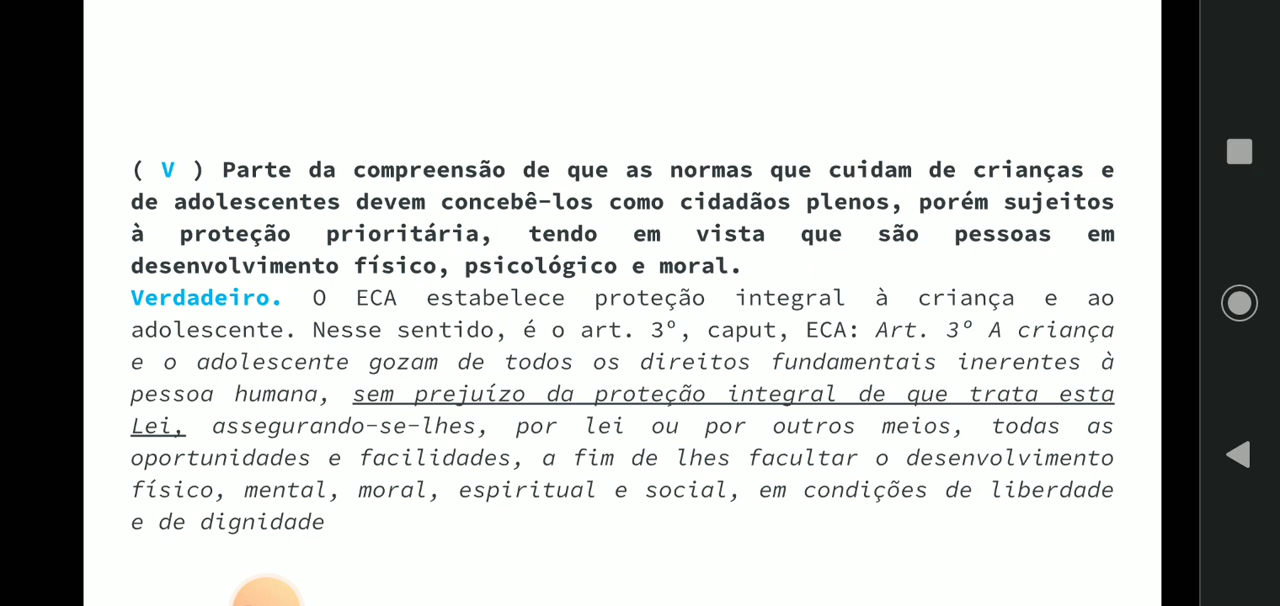 ( V ) Parte da compreensão de que as normas que cuidam de crianças e
de adolescentes devem concebê-los como cidadãos plenos, porém sujeitos
à proteção prioritária, tendo em vista que são pessoas em
desenvolvimento físico, psicológico e moral.
Verdadeiro. O ECA estabelece proteção integral à criança e ao
adolescente. Nesse sentido, é o art. 3º, caput, ECA: Art. 3º A criança
e o adolescente gozam de todos os direitos fundamentais inerentes à
pessoa humana, sem prejuízo da proteção integral de que trata esta
Lei, assegurando-se-lhes, por lei ou por outros meios, todas as
oportunidades e facilidades, a fim de lhes facultar o desenvolvimento
físico, mental, moral, espiritual e social, em condições de liberdade
e de dignidade